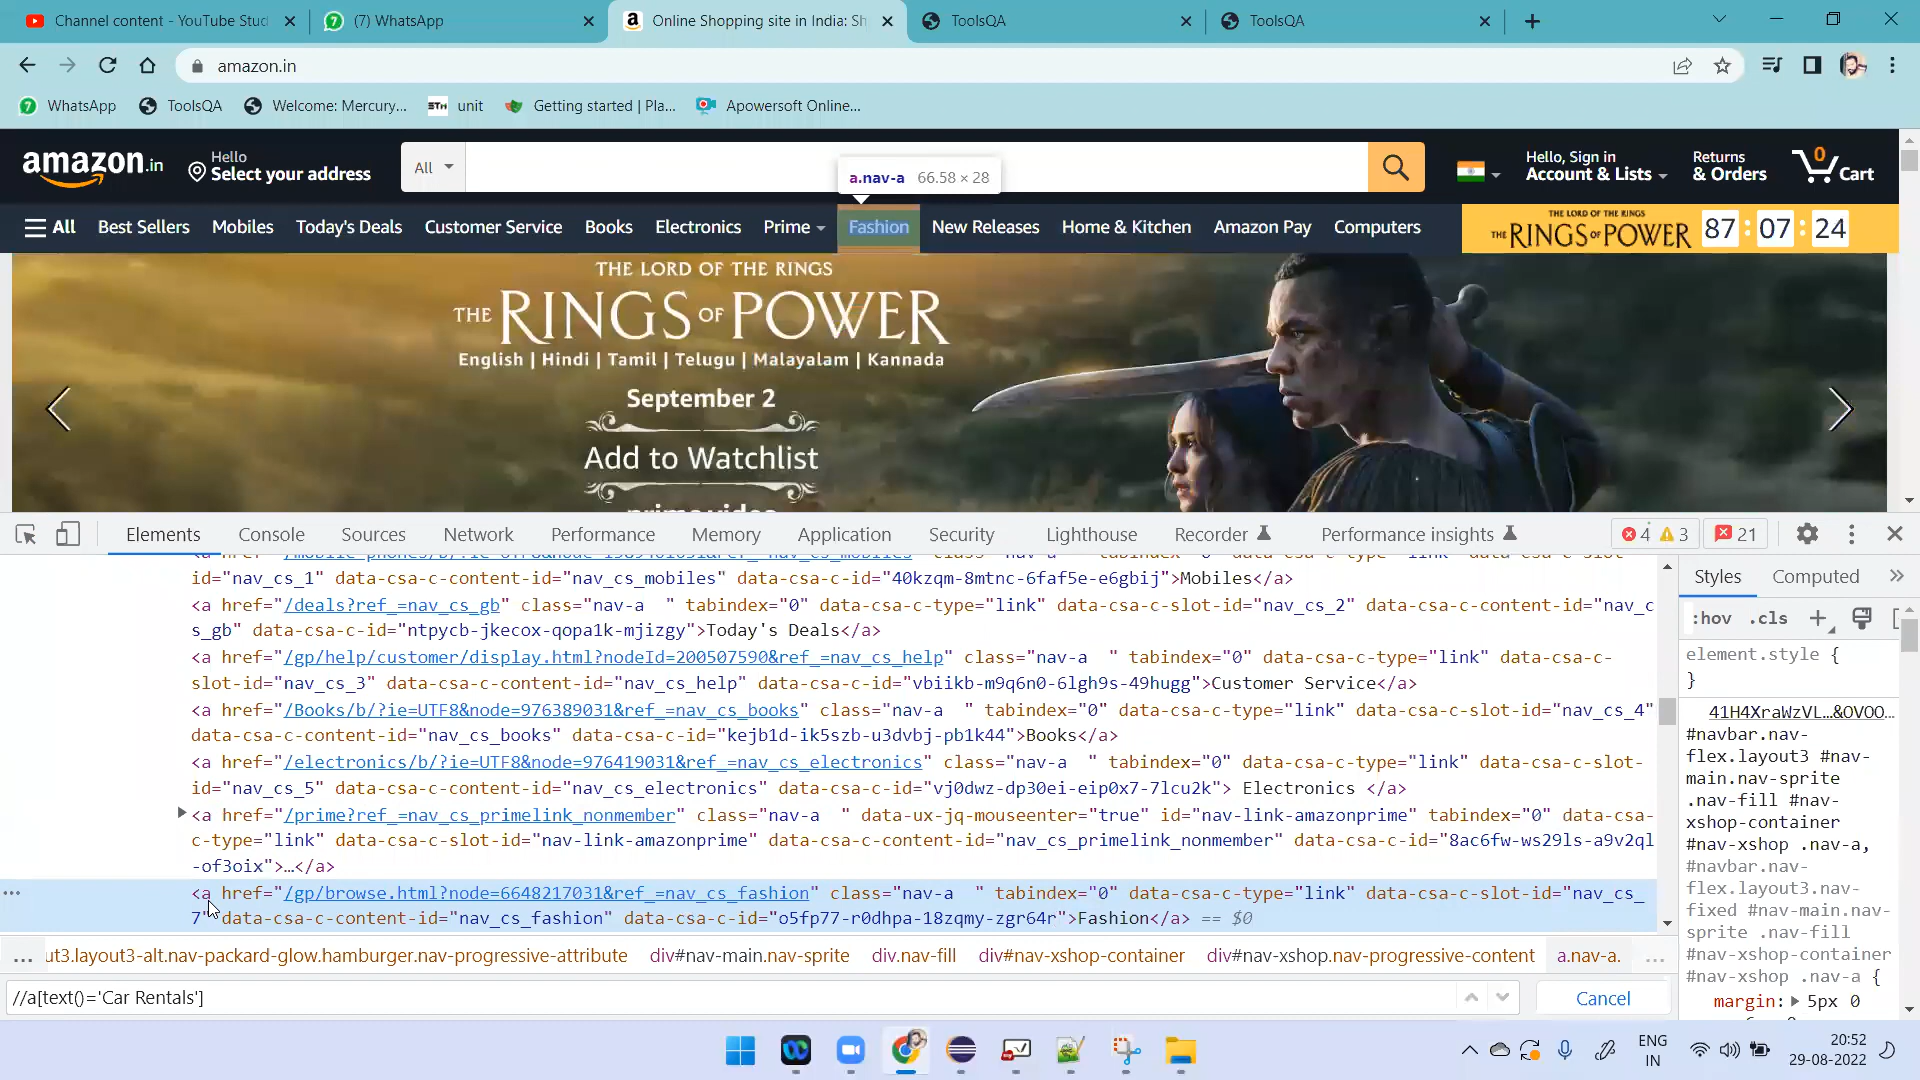 Channel content - YouTube Stud
(7) WhatsApp
Online Shopping site in India: Sh
ToolsQA
ToolsQA
amazon.in
WhatsApp
ToolsQA
Welcome: Mercury...
unit
Getting started | Pla...
Apowersoft Online...
amazon.in
Hello
Select your address
All
a.nav-a 66.58 × 28
Hello, Sign in
Account & Lists
Returns
& Orders
0
Cart
All
Best Sellers
Mobiles
Today's Deals
Customer Service
Books
Electronics
Prime
Fashion
New Releases
Home & Kitchen
Amazon Pay
Computers
THE LORD OF THE RINGS
THE RINGS OF POWER
87 : 07 : 24
THE LORD OF THE RINGS
THE RINGS OF POWER
English | Hindi | Tamil | Telugu | Malayalam | Kannada
September 2
Add to Watchlist
prime video
Elements
Console
Sources
Network
Performance
Memory
Application
Security
Lighthouse
Recorder
Performance insights
4
3
21
id="nav_cs_1" data-csa-c-content-id="nav_cs_mobiles" data-csa-c-id="40kzqm-8mtnc-6faf5e-e6gbij">Mobiles</a>
<a href="/deals?ref_=nav_cs_gb" class="nav-a  " tabindex="0" data-csa-c-type="link" data-csa-c-slot-id="nav_cs_2" data-csa-c-content-id="nav_c
s_gb" data-csa-c-id="ntpycb-jkecox-qopa1k-mjizgy">Today's Deals</a>
<a href="/gp/help/customer/display.html?nodeId=200507590&ref_=nav_cs_help" class="nav-a  " tabindex="0" data-csa-c-type="link" data-csa-c-
slot-id="nav_cs_3" data-csa-c-content-id="nav_cs_help" data-csa-c-id="vbiikb-m9q6n0-6lgh9s-49hugg">Customer Service</a>
<a href="/Books/b/?ie=UTF8&node=976389031&ref_=nav_cs_books" class="nav-a  " tabindex="0" data-csa-c-type="link" data-csa-c-slot-id="nav_cs_4"
data-csa-c-content-id="nav_cs_books" data-csa-c-id="kejb1d-ik5szb-u3dvbj-pb1k44">Books</a>
<a href="/electronics/b/?ie=UTF8&node=976419031&ref_=nav_cs_electronics" class="nav-a  " tabindex="0" data-csa-c-type="link" data-csa-c-slot-
id="nav_cs_5" data-csa-c-content-id="nav_cs_electronics" data-csa-c-id="vj0dwz-dp30ei-eip0x7-7lcu2k"> Electronics </a>
<a href="/prime?ref_=nav_cs_primelink_nonmember" class="nav-a  " data-ux-jq-mouseenter="true" id="nav-link-amazonprime" tabindex="0" data-csa-
c-type="link" data-csa-c-slot-id="nav-link-amazonprime" data-csa-c-content-id="nav_cs_primelink_nonmember" data-csa-c-id="8ac6fw-ws29ls-a9v2ql
-of3oix">…</a>
<a href="/gp/browse.html?node=6648217031&ref_=nav_cs_fashion" class="nav-a  " tabindex="0" data-csa-c-type="link" data-csa-c-slot-id="nav_cs_
7" data-csa-c-content-id="nav_cs_fashion" data-csa-c-id="o5fp77-r0dhpa-18zqmy-zgr64r">Fashion</a> == $0
... ut3.layout3-alt.nav-packard-glow.hamburger.nav-progressive-attribute
div#nav-main.nav-sprite
div.nav-fill
div#nav-xshop-container
div#nav-xshop.nav-progressive-content
a.nav-a. ...
//a[text()='Car Rentals']
Cancel
Styles
Computed
:hov .cls
element.style {
}
41H4XraWzVL…&OVOO…
#navbar.nav-
flex.layout3 #nav-
main.nav-sprite
.nav-fill #nav-
xshop-container
#nav-xshop .nav-a,
#navbar.nav-
flex.layout3.nav-
fixed #nav-main.nav-
sprite .nav-fill
#nav-xshop-container
#nav-xshop .nav-a {
margin: 5px 0
ENG
IN
20:52
29-08-2022